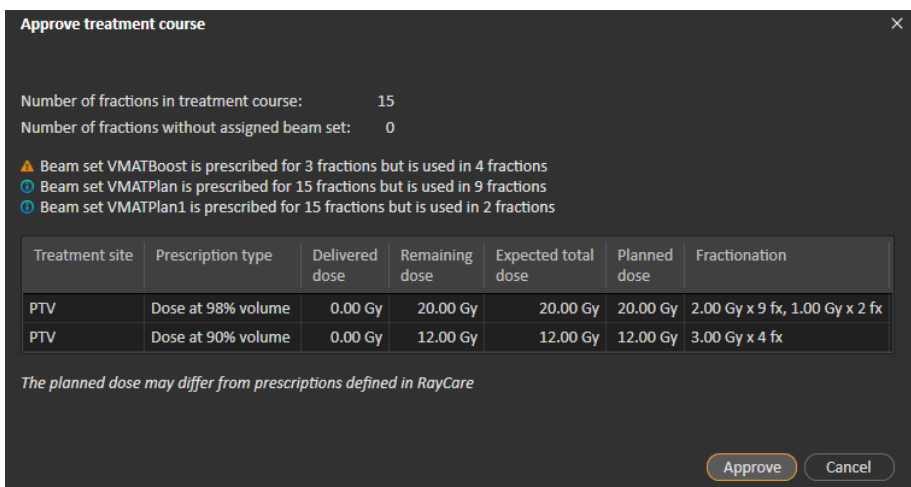 Approve treatment course
Number of fractions in treatment course: 15
Number of fractions without assigned beam set: 0
Beam set VMATBoost is prescribed for 3 fractions but is used in 4 fractions
Beam set VMATPlan is prescribed for 15 fractions but is used in 9 fractions
Beam set VMATPlan1 is prescribed for 15 fractions but is used in 2 fractions
Treatment site Prescription type Delivered dose Remaining dose Expected total dose Planned dose Fractionation
PTV Dose at 98% volume 0.00 Gy 20.00 Gy 20.00 Gy 20.00 Gy 2.00 Gy x 9 fx, 1.00 Gy x 2 fx
PTV Dose at 90% volume 0.00 Gy 12.00 Gy 12.00 Gy 12.00 Gy 3.00 Gy x 4 fx
The planned dose may differ from prescriptions defined in RayCare
Approve Cancel